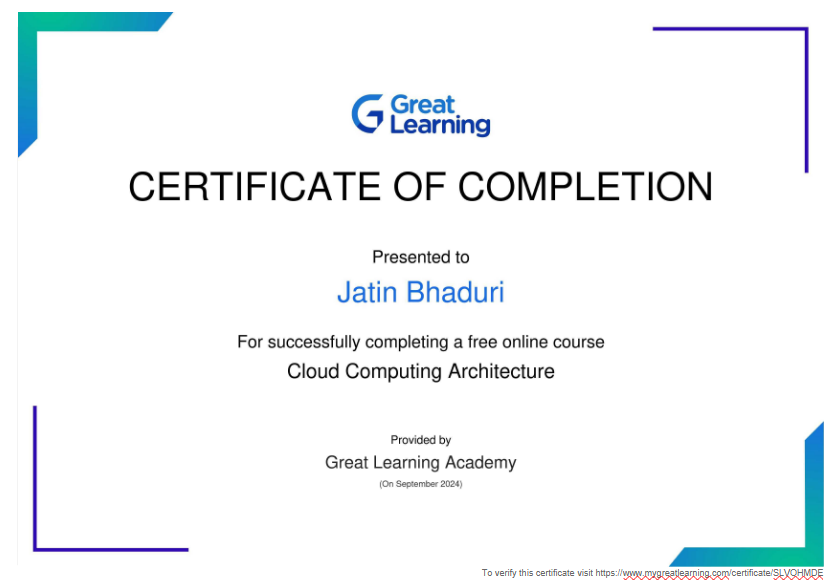 Great
Learning
CERTIFICATE OF COMPLETION
Presented to
Jatin Bhaduri
For successfully completing a free online course
Cloud Computing Architecture
Provided by
Great Learning Academy
(On September 2024)
To verify this certificate visit https://www.mygreatlearning.com/certificate/SLVQHMDE